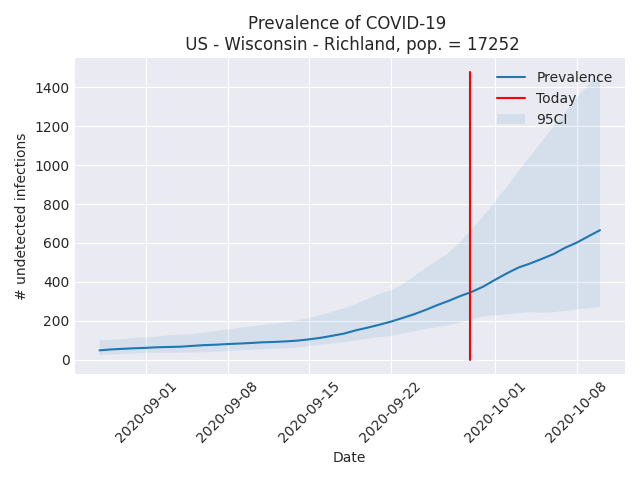 Prevalence of COVID-19
US - Wisconsin - Richland, pop. = 17252
Prevalence
Today
95CI
1400
1200
1000
800
600
400
200
0
# undetected infections
2020-09-01
2020-09-08
2020-09-15
2020-09-22
2020-10-01
2020-10-08
Date